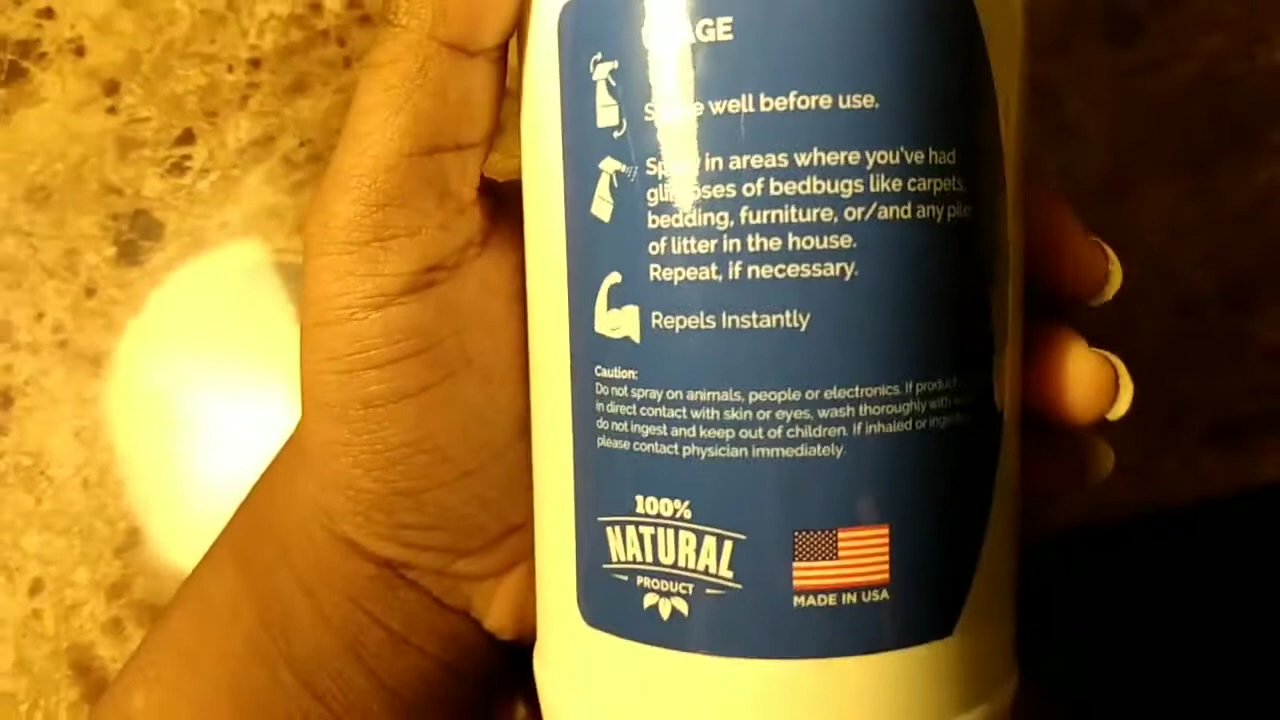 well before use.
in areas where you've had
of bedbugs like carpets,
bedding, furniture, or/and any
of litter in the house.
Repeat, if necessary.
Repels Instantly
Caution:
Do not spray on animals, people or electronics. If product
in direct contact with skin or eyes, wash thoroughly with
do not ingest and keep out of children. If inhaled or
please contact physician immediately.
100%
NATURAL
PRODUCT
MADE IN USA